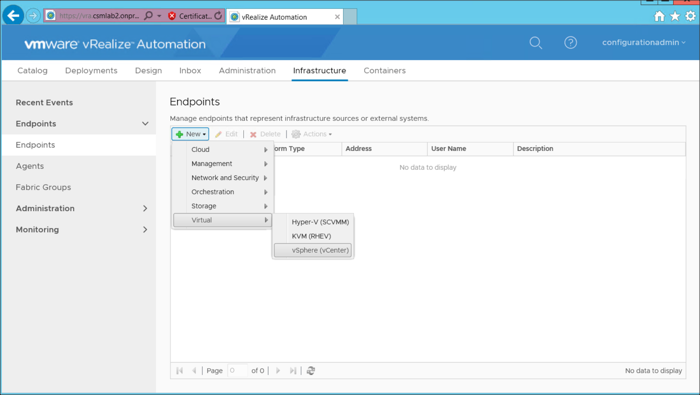 https://vra.csmlab2.onpr...
Certificat...
vRealize Automation
vmware vRealize Automation
configurationadmin
Catalog Deployments Design Inbox Administration Infrastructure Containers
Recent Events
Endpoints
Endpoints
Agents
Fabric Groups
Administration
Monitoring
Endpoints
Manage endpoints that represent infrastructure sources or external systems.
New Edit Delete Actions
orm Type Address User Name Description
No data to display
Cloud
Management
Network and Security
Orchestration
Storage
Virtual
Hyper-V (SCVMM)
KVM (RHEV)
vSphere (vCenter)
Page 0 of 0 No data to display